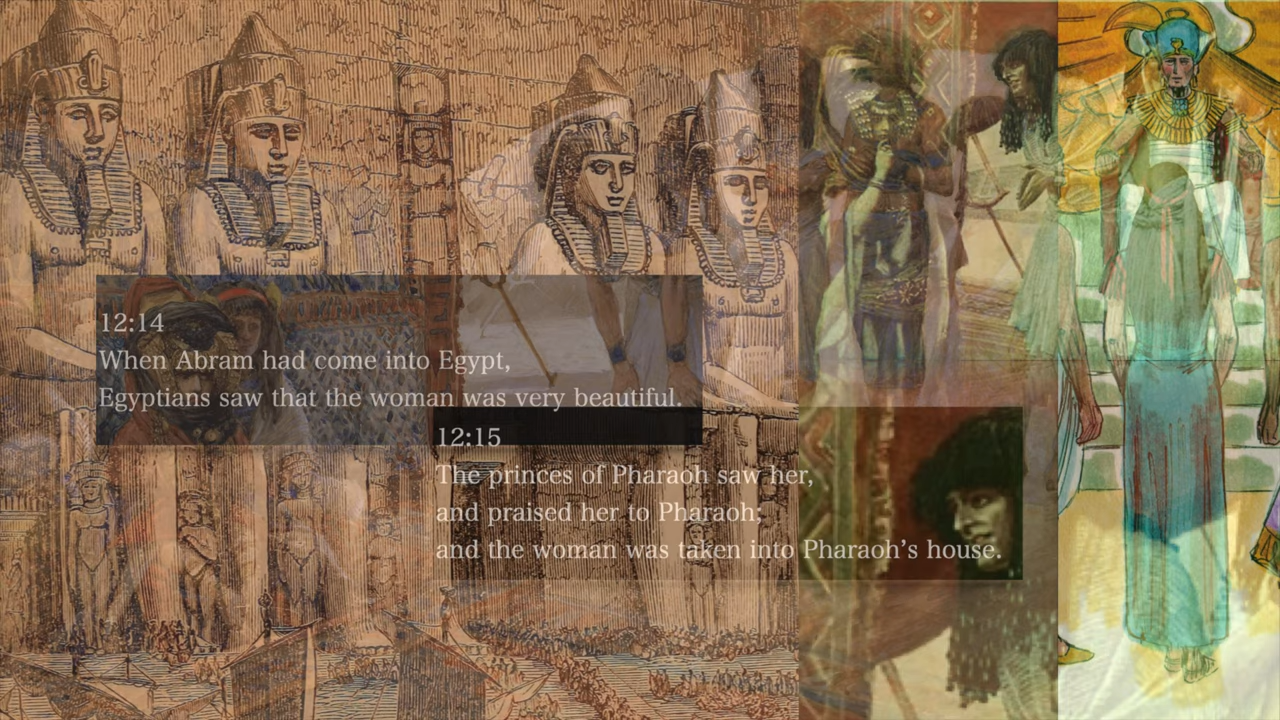 12:14
When Abram had come into Egypt,
Egyptians saw that the woman was very beautiful.
12:15
The princes of Pharaoh saw her,
and praised her to Pharaoh;
and the woman was taken into Pharaoh’s house.